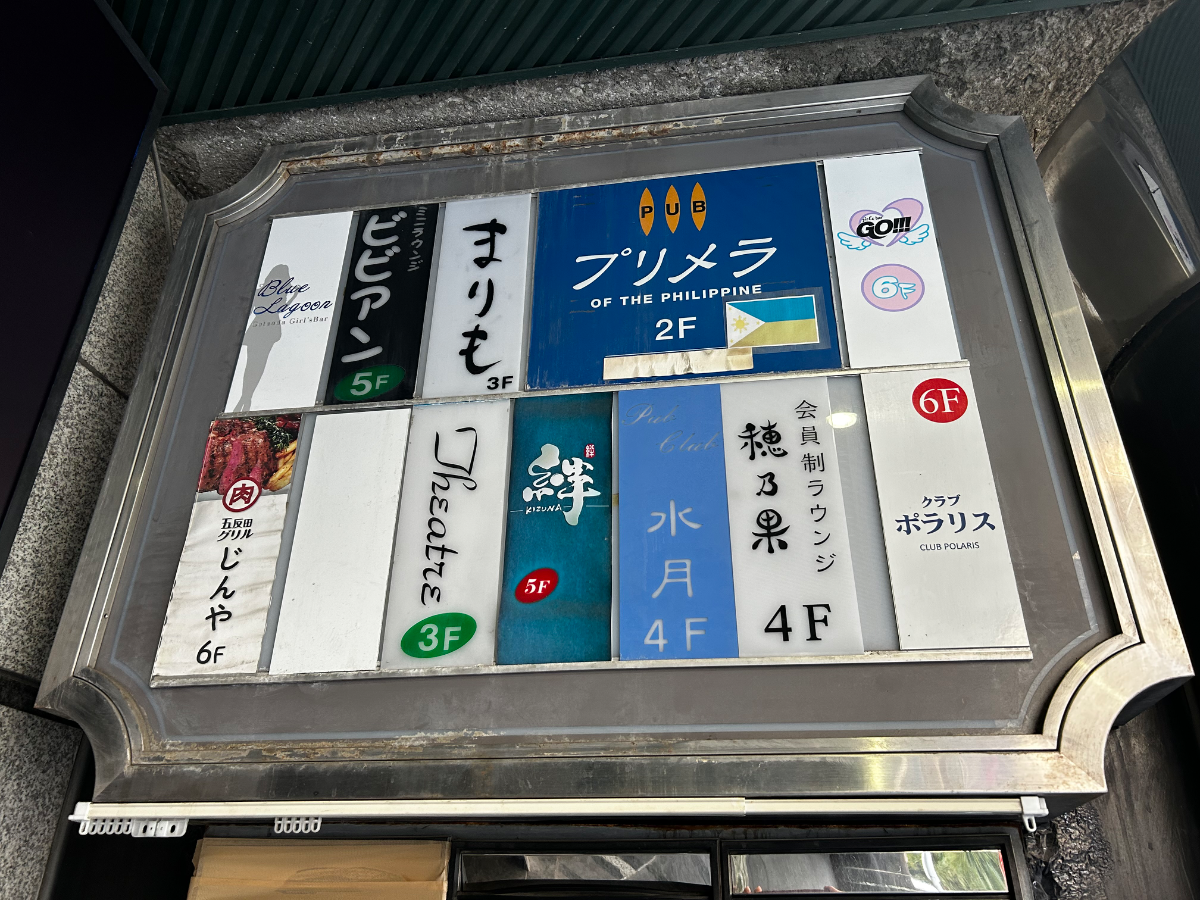 Blue
Lagoon
Gotanda Girl'sBar
ミニラウンジ
ビビアン
5F
まりも
3F
PUB
プリメラ
OF THE PHILIPPINE
2F
GO!!!
6F
肉
五反田
グリル
じんや
6F
Theatre
3F
絆
KIZUNA
5F
Pub
Club
水月
4F
会員制ラウンジ
穂乃果
4F
6F
クラブ
ポラリス
CLUB POLARIS